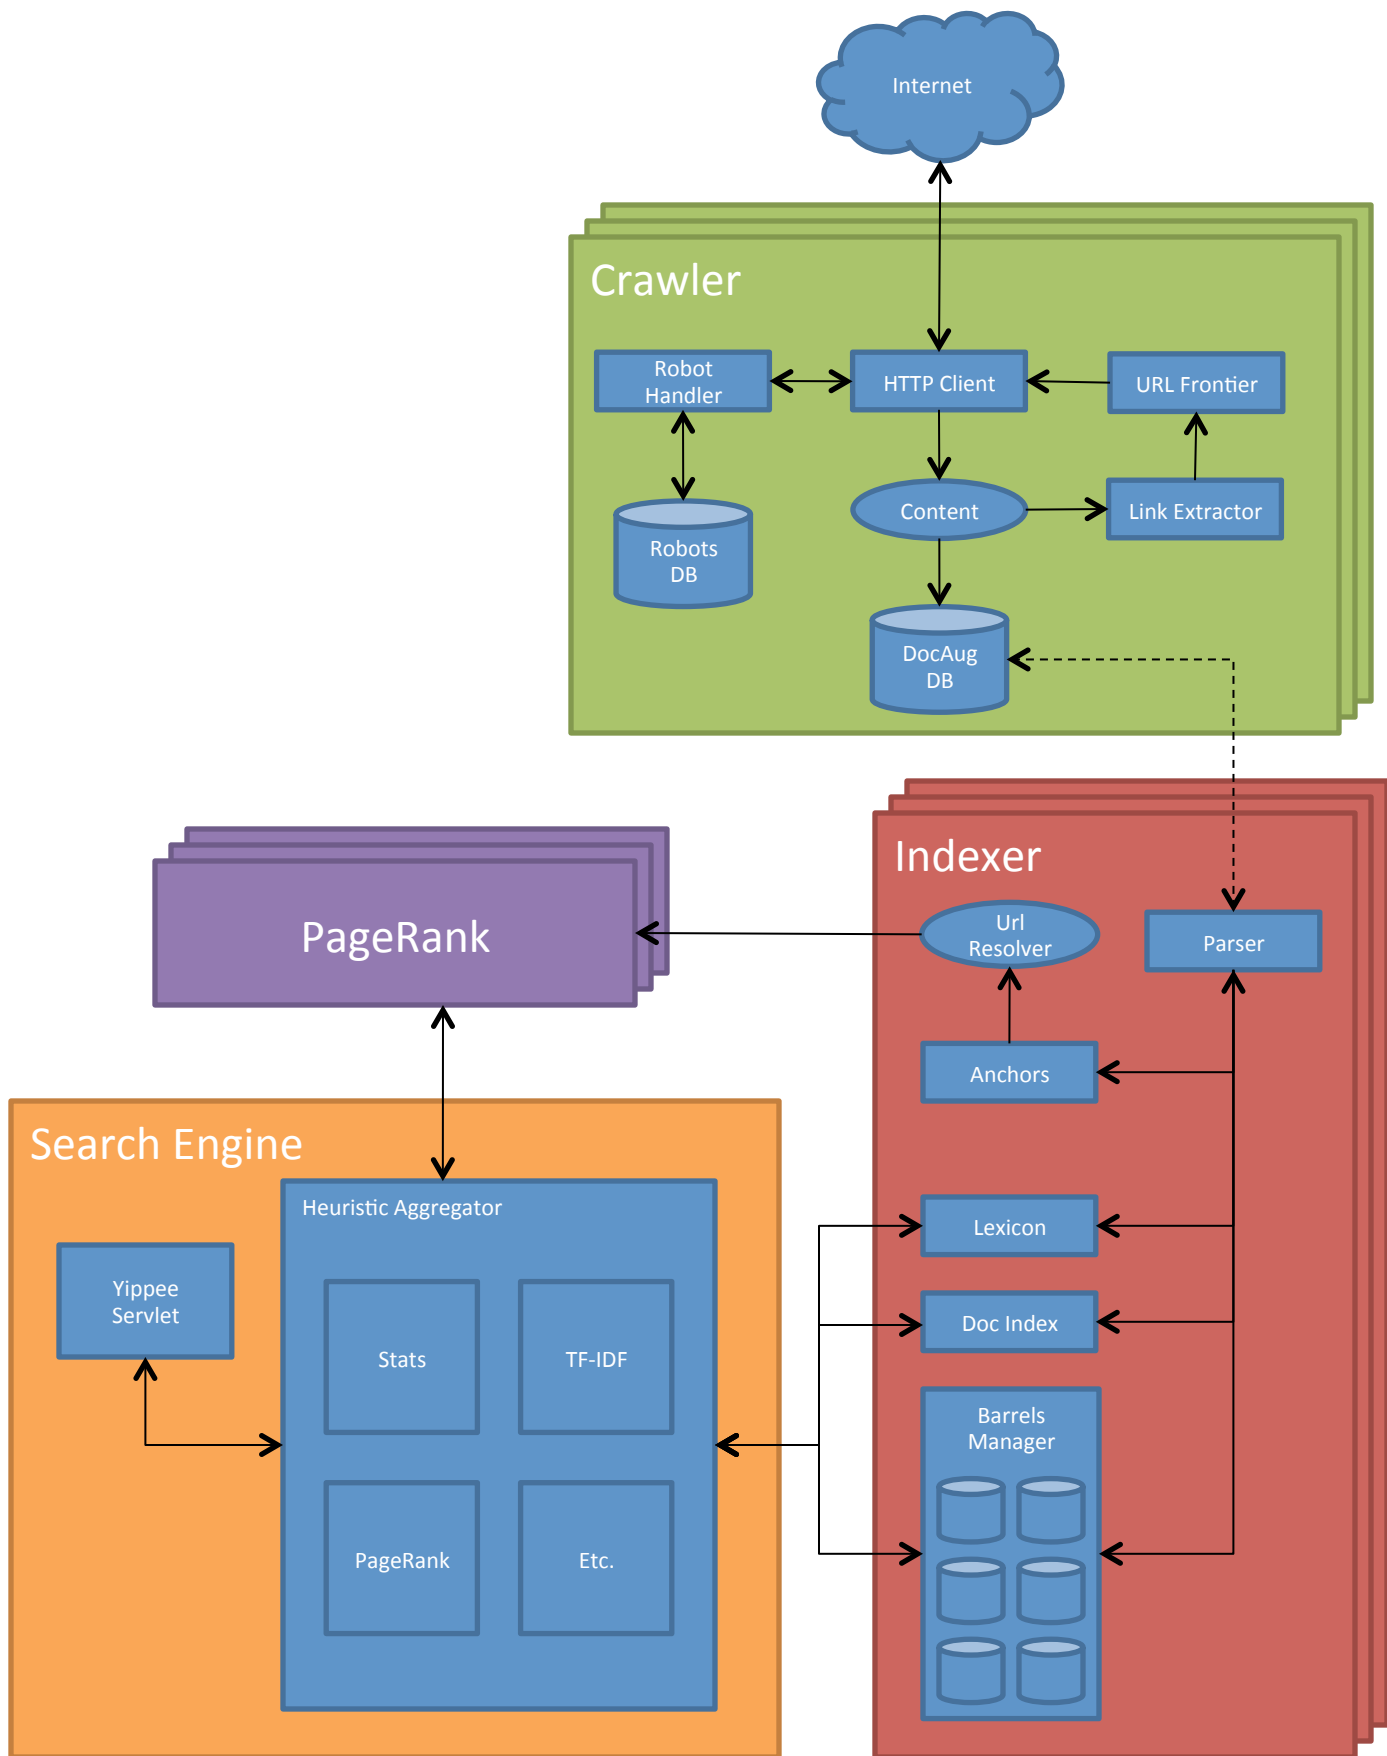 Internet
Crawler
Robot
Handler
HTTP Client
URL Frontier
Content
Link Extractor
Robots
DB
DocAug
DB
Indexer
PageRank
Url
Resolver
Parser
Anchors
Search Engine
Heuristic Aggregator
Lexicon
Yippee
Servlet
Doc Index
Stats
TF-IDF
Barrels
Manager
PageRank
Etc.